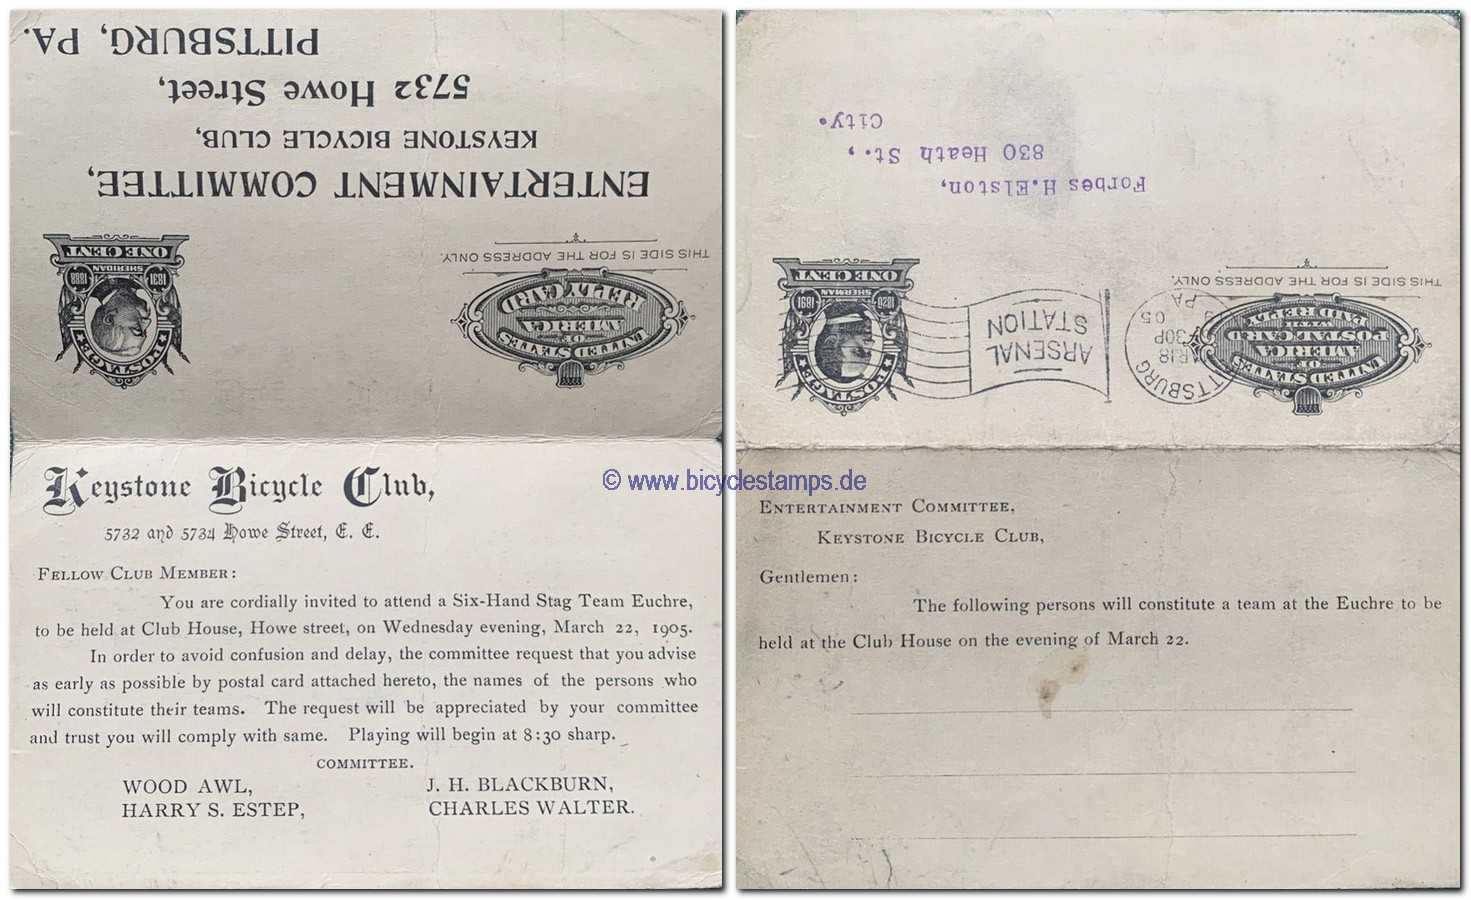 ENTERTAINMENT COMMITTEE,
KEYSTONE BICYCLE CLUB,
5732 Howe Street,
PITTSBURG, PA.
UNITED STATES
OF
AMERICA
REPLY CARD
THIS SIDE IS FOR THE ADDRESS ONLY.
POSTAGE
1831 1888
SHERIDAN
ONE CENT
Keystone Bicycle Club,
5732 and 5734 Howe Street, E. E.
FELLOW CLUB MEMBER:
You are cordially invited to attend a Six-Hand Stag Team Euchre,
to be held at Club House, Howe street, on Wednesday evening, March 22, 1905.
In order to avoid confusion and delay, the committee request that you advise
as early as possible by postal card attached hereto, the names of the persons who
will constitute their teams. The request will be appreciated by your committee
and trust you will comply with same. Playing will begin at 8:30 sharp.
COMMITTEE.
WOOD AWL, J. H. BLACKBURN,
HARRY S. ESTEP, CHARLES WALTER.
© www.bicyclestamps.de
UNITED STATES
OF
AMERICA
POSTAL CARD
WITH
PAID REPLY
THIS SIDE IS FOR THE ADDRESS ONLY.
ARSENAL
STATION
POSTAGE
1820 1891
SHERMAN
ONE CENT
Forbes H.Elston,
830 Heath St.,
City.
ENTERTAINMENT COMMITTEE,
KEYSTONE BICYCLE CLUB,
Gentlemen:
The following persons will constitute a team at the Euchre to be
held at the Club House on the evening of March 22.